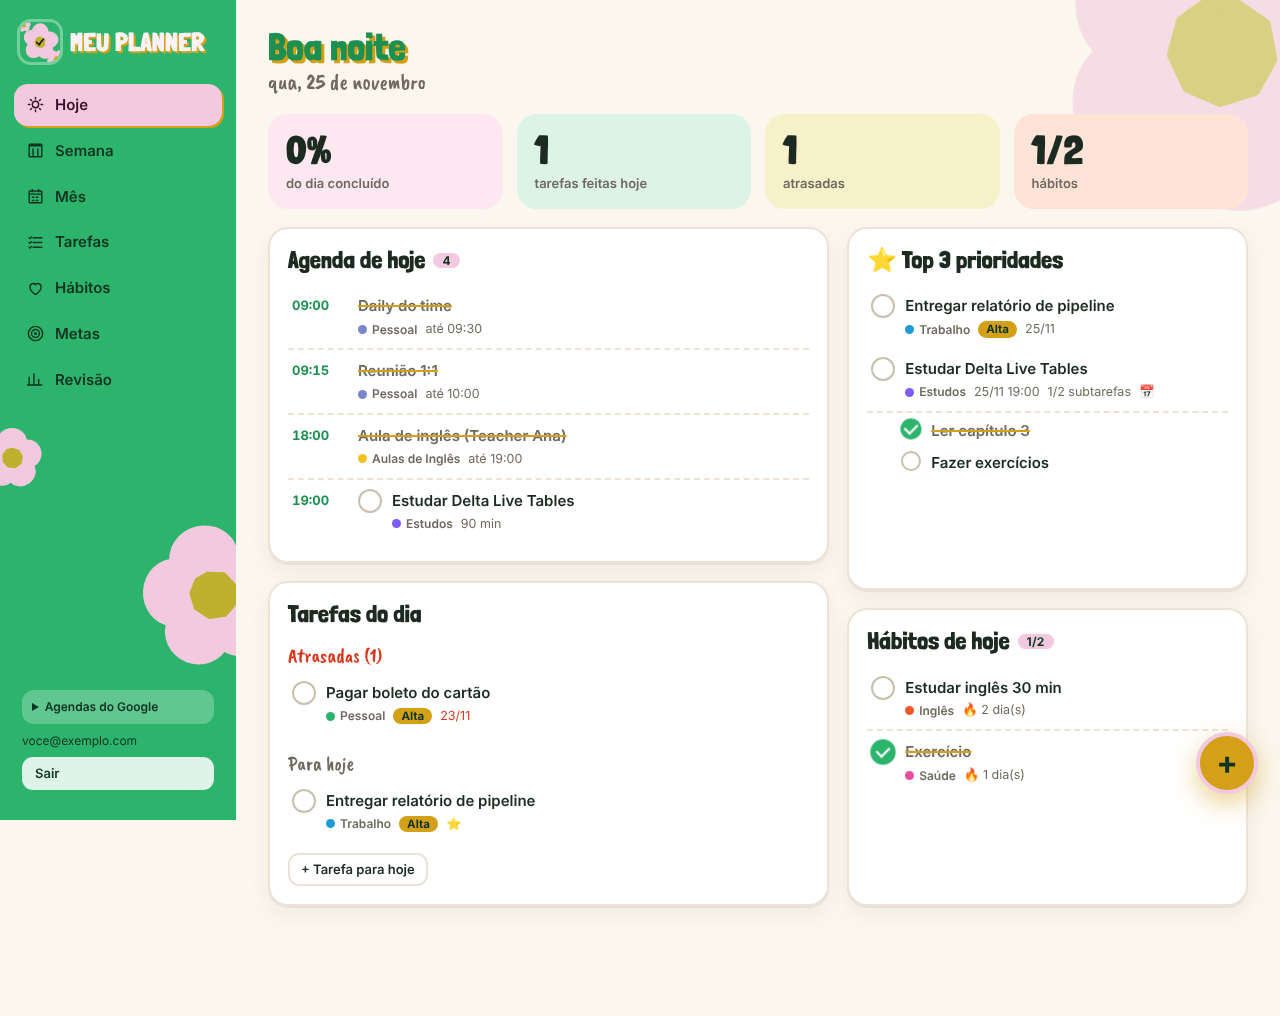 MEU PLANNER
Hoje
Semana
Mês
Tarefas
Hábitos
Metas
Revisão
Agendas do Google
voce@exemplo.com
Sair
Boa noite
qua, 25 de novembro
0%
do dia concluído
1
tarefas feitas hoje
1
atrasadas
1/2
hábitos
Agenda de hoje 4
09:00 Daily do time
Pessoal até 09:30
09:15 Reunião 1:1
Pessoal até 10:00
18:00 Aula de inglês (Teacher Ana)
Aulas de Inglês até 19:00
19:00 Estudar Delta Live Tables
Estudos 90 min
Tarefas do dia
Atrasadas (1)
Pagar boleto do cartão
Pessoal Alta 23/11
Para hoje
Entregar relatório de pipeline
Trabalho Alta ⭐
+ Tarefa para hoje
⭐ Top 3 prioridades
Entregar relatório de pipeline
Trabalho Alta 25/11
Estudar Delta Live Tables
Estudos 25/11 19:00 1/2 subtarefas 📅
Ler capítulo 3
Fazer exercícios
Hábitos de hoje 1/2
Estudar inglês 30 min
Inglês 🔥 2 dia(s)
Exercício
Saúde 🔥 1 dia(s)
+